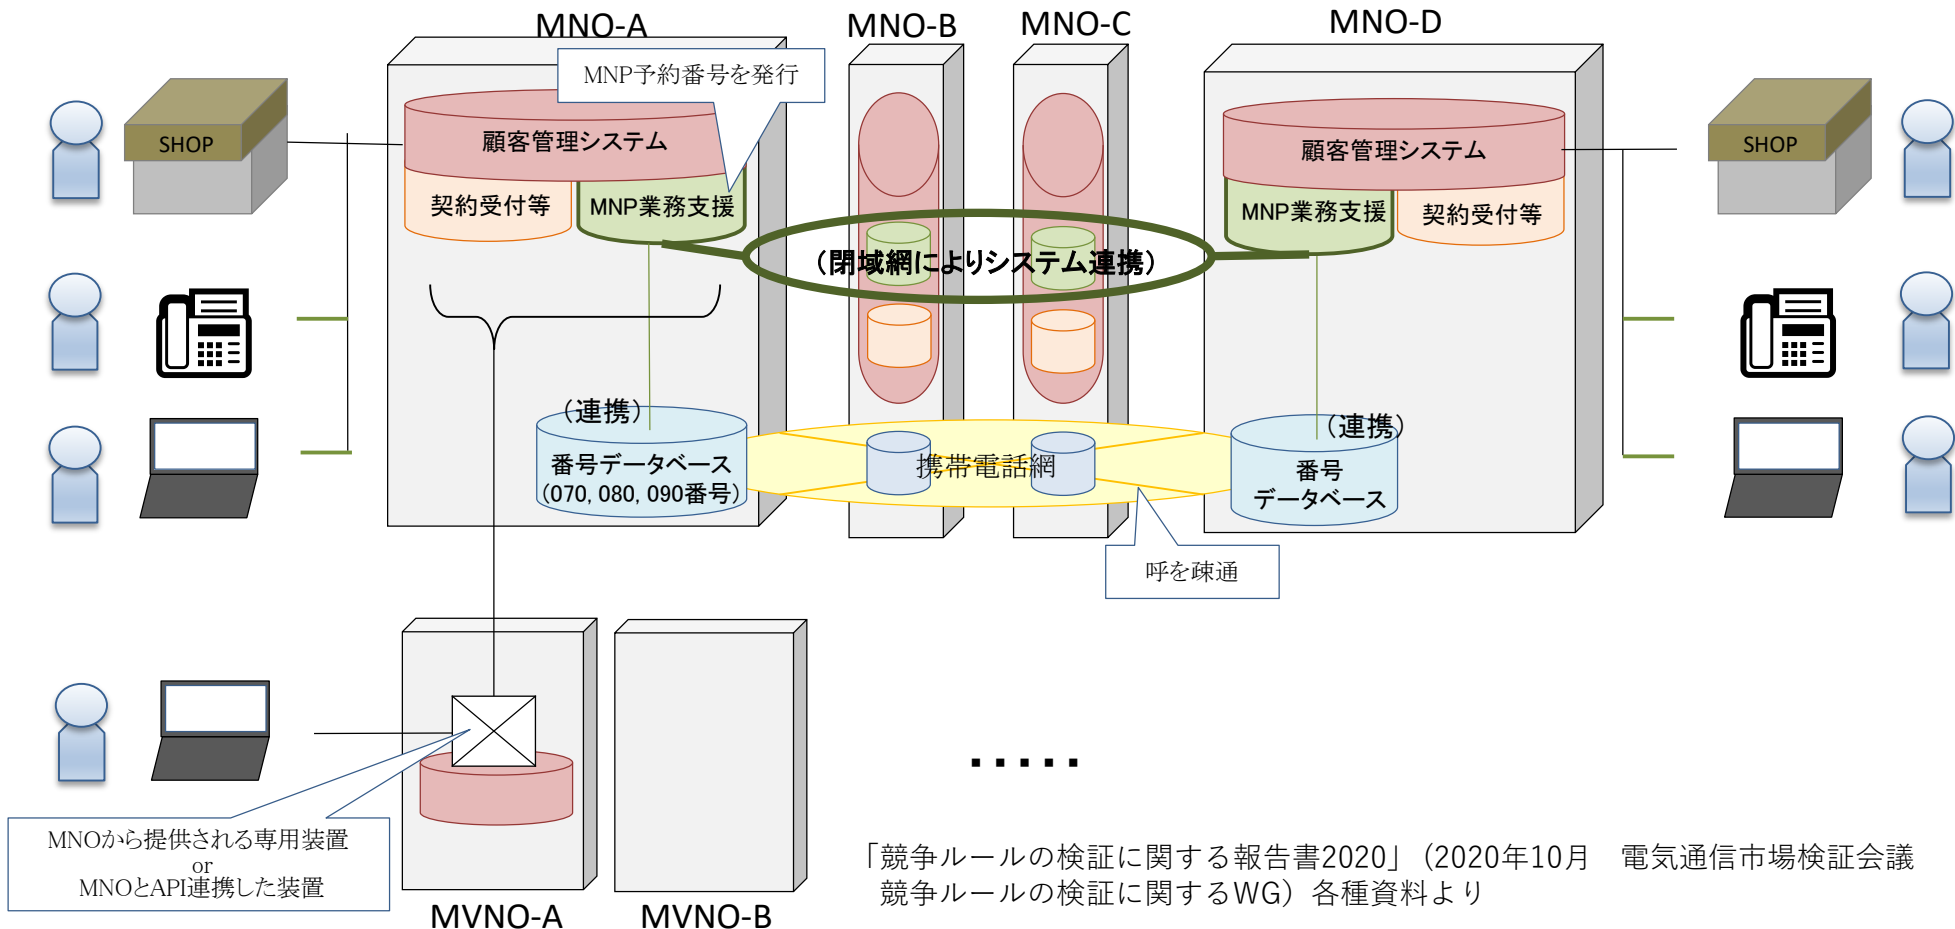 MNO-A
MNO-B
MNO-C
MNO-D
MNP予約番号を発行
SHOP
顧客管理システム
契約受付等
MNP業務支援
(閉域網によりシステム連携)
顧客管理システム
MNP業務支援
契約受付等
SHOP
(連携)
番号データベース
(070, 080, 090番号)
携帯電話網
(連携)
番号
データベース
呼を疎通
MNOから提供される専用装置
or
MNOとAPI連携した装置
MVNO-A
MVNO-B
.....
「競争ルールの検証に関する報告書2020」(2020年10月　電気通信市場検証会議
競争ルールの検証に関するWG）各種資料より